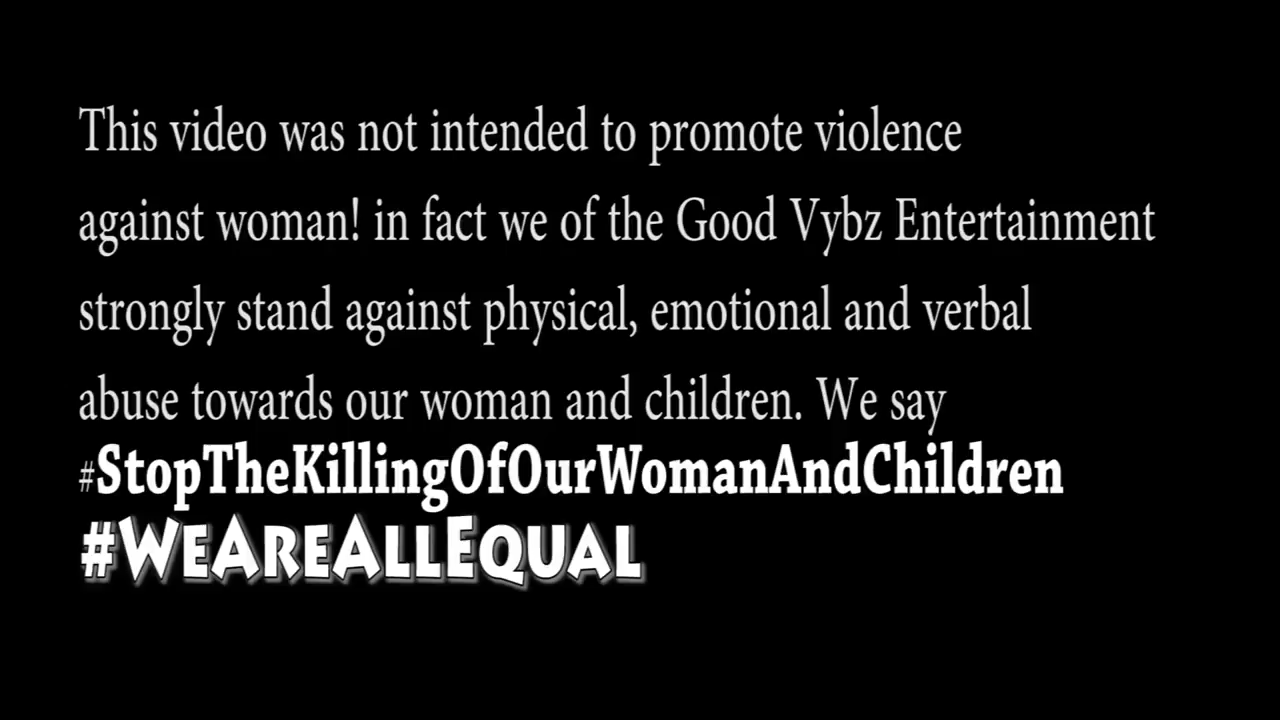 This video was not intended to promote violence
against woman! in fact we of the Good Vybz Entertainment
strongly stand against physical, emotional and verbal
abuse towards our woman and children. We say
#StopTheKillingOfOurWomanAndChildren
#WeAreAllEqual